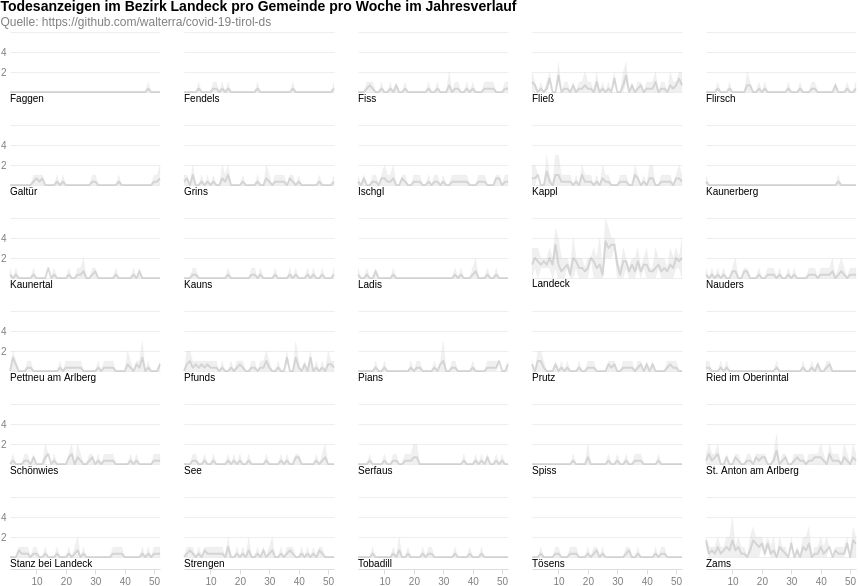 Todesanzeigen im Bezirk Landeck pro Gemeinde pro Woche im Jahresverlauf
Quelle: https://github.com/walterra/covid-19-tirol-ds
4
2
Faggen
Fendels
Fiss
Fließ
Flirsch
4
2
Galtür
Grins
Ischgl
Kappl
Kaunerberg
4
2
Kaunertal
Kauns
Ladis
Landeck
Nauders
4
2
Pettneu am Arlberg
Pfunds
Pians
Prutz
Ried im Oberinntal
4
2
Schönwies
See
Serfaus
Spiss
St. Anton am Arlberg
4
2
Stanz bei Landeck
Strengen
Tobadill
Tösens
Zams
10 20 30 40 50
10 20 30 40 50
10 20 30 40 50
10 20 30 40 50
10 20 30 40 50